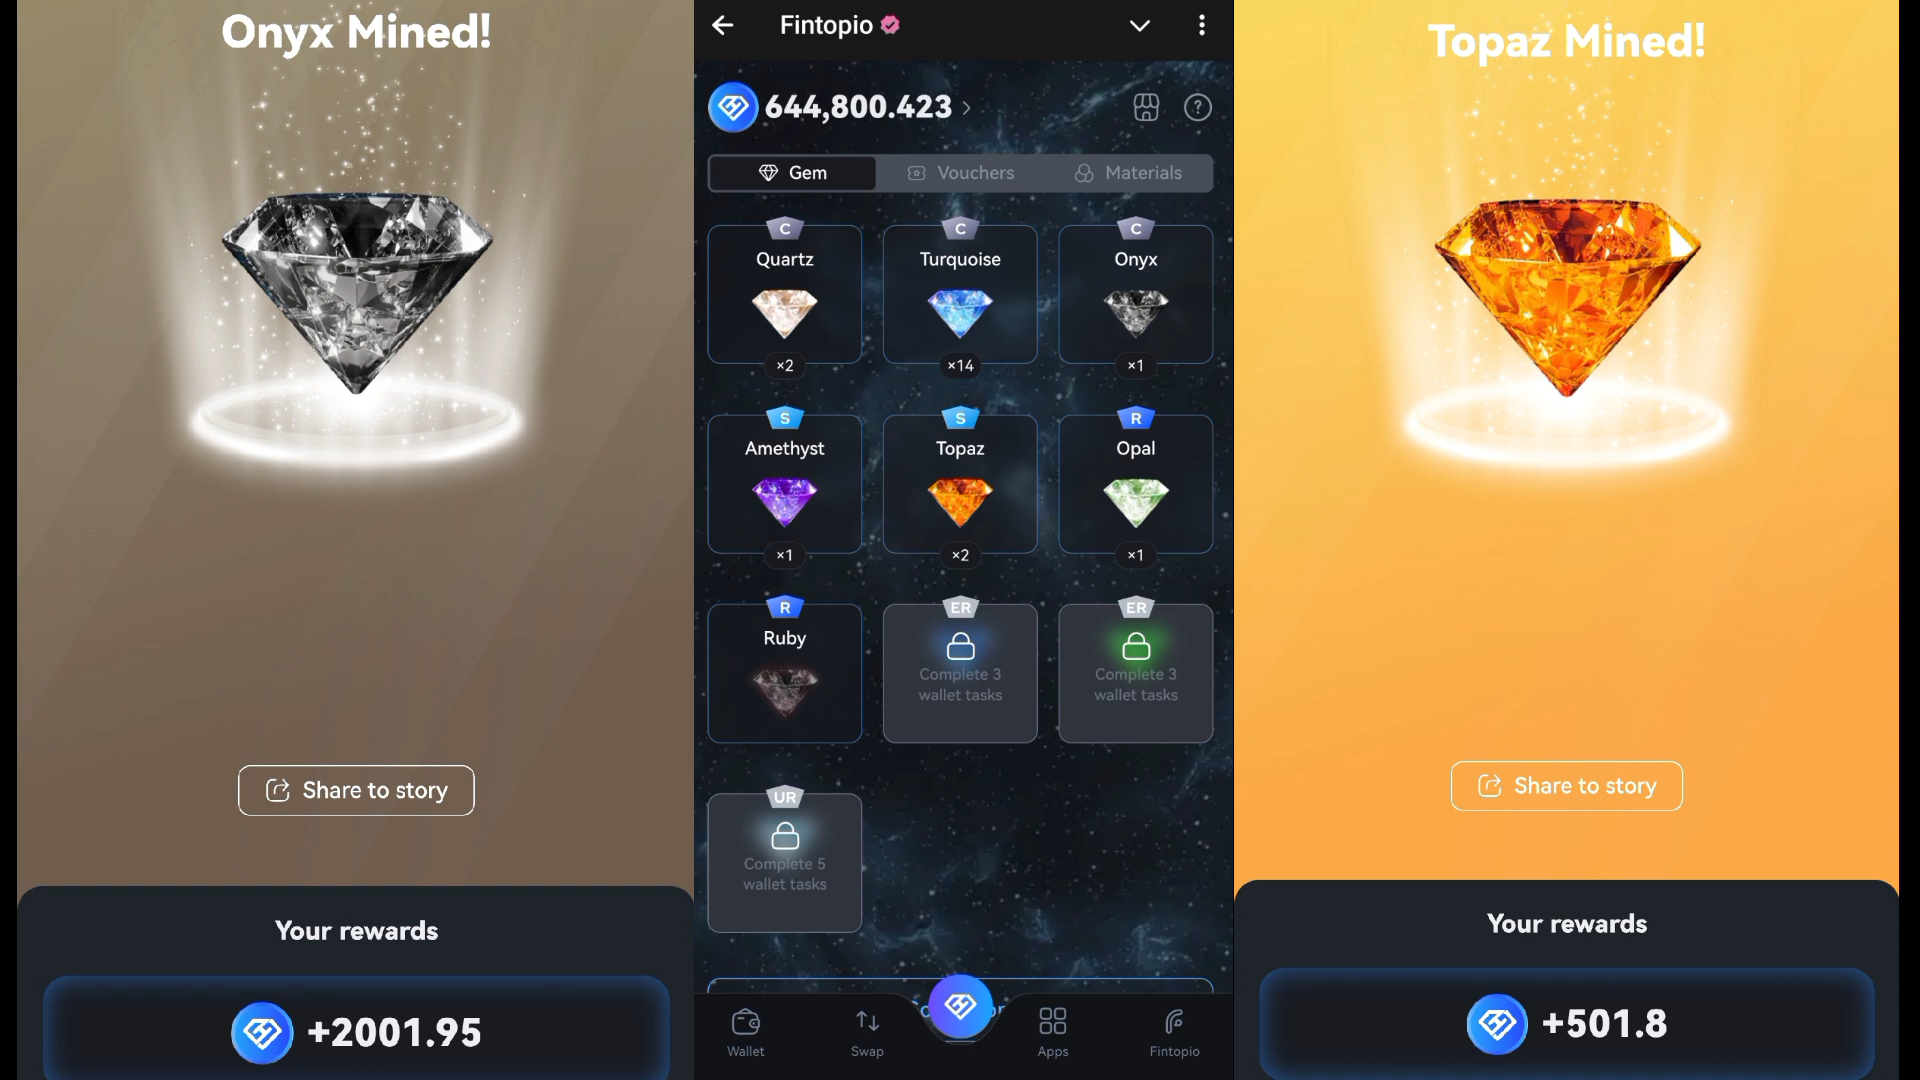 Onyx Mined!
Share to story
Your rewards
+2001.95
Fintopio
644,800.423
Gem
Vouchers
Materials
C
Quartz
×2
C
Turquoise
×14
C
Onyx
×1
S
Amethyst
×1
S
Topaz
×2
R
Opal
×1
R
Ruby
ER
Complete 3
wallet tasks
ER
Complete 3
wallet tasks
UR
Complete 5
wallet tasks
Wallet
Swap
Apps
Fintopio
Topaz Mined!
Share to story
Your rewards
+501.8